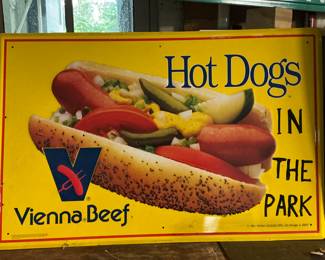 Hot Dogs
IN
THE
PARK
Vienna Beef